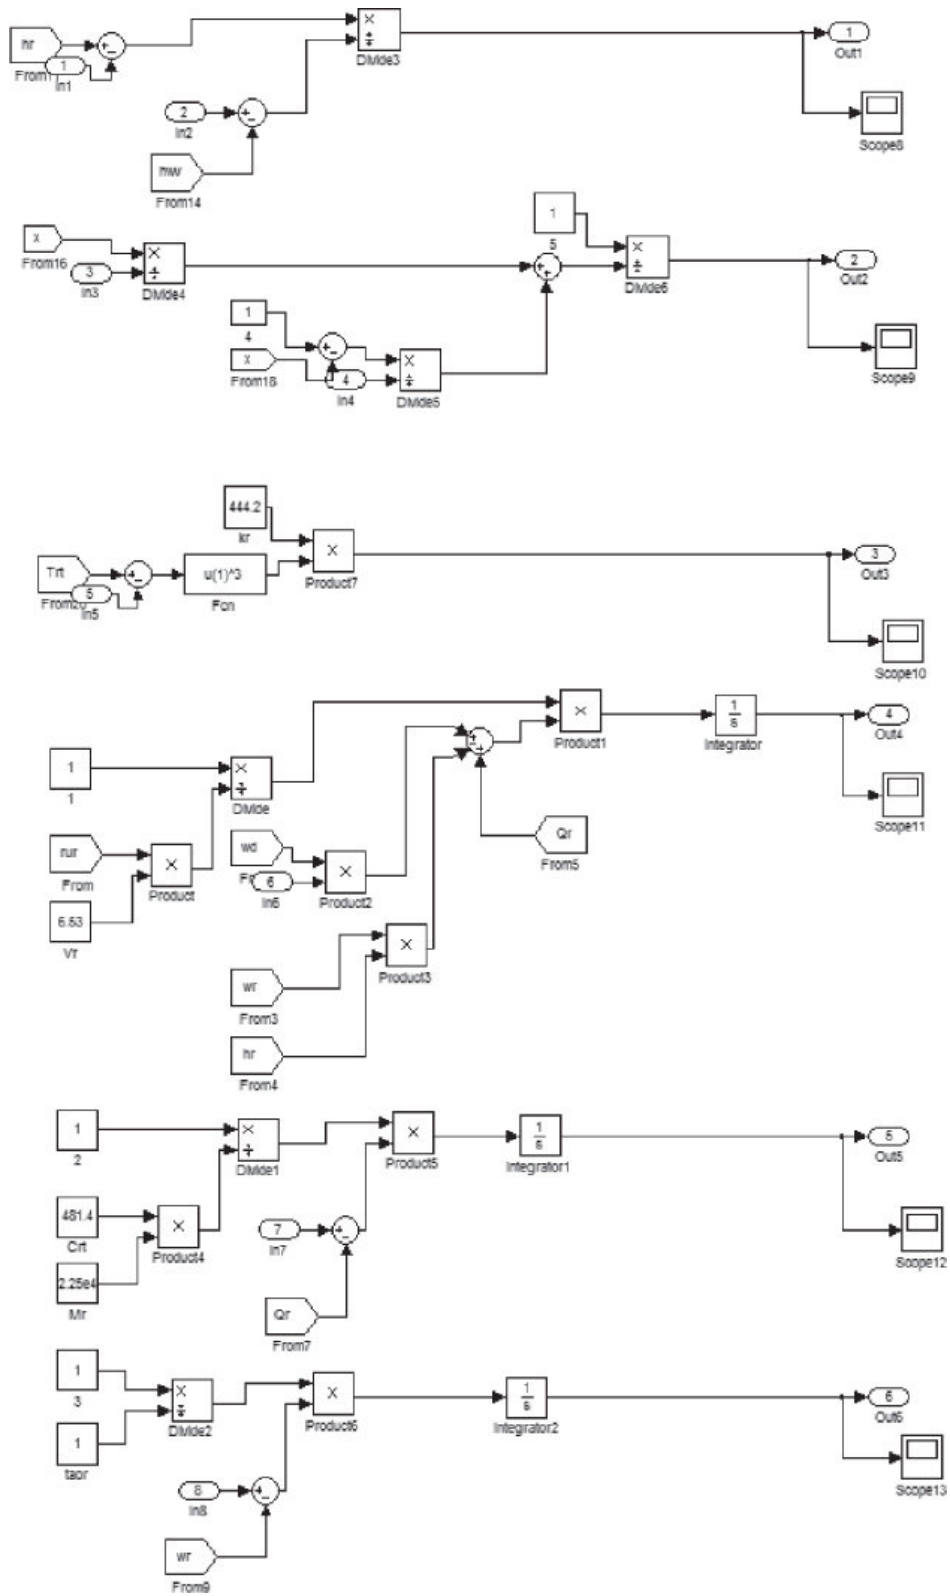 hr
From1
1
In1
×
÷
Divide3
1
Out1
Scope8
2
In2
hw
From14
x
From16
3
In3
×
÷
Divide4
1
5
×
÷
Divide6
2
Out2
Scope9
1
4
x
From18
4
In4
×
÷
Divide5
444.2
kr
Trt
From20
5
In5
u(1)^3
Fcn
×
Product7
3
Out3
Scope10
×
Product1
1
s
Integrator
4
Out4
Scope11
1
1
×
÷
Divide
rur
From
6.53
Vr
×
Product
wd
6
In6
×
Product2
Qr
From5
×
Product3
wr
From3
hr
From4
1
2
×
÷
Divide1
×
Product5
1
s
Integrator1
5
Out5
Scope12
481.4
Crt
2.25e4
Mr
×
Product4
7
In7
Qr
From7
1
3
1
taor
×
÷
Divide2
×
Product6
1
s
Integrator2
6
Out6
Scope13
8
In8
wr
From9